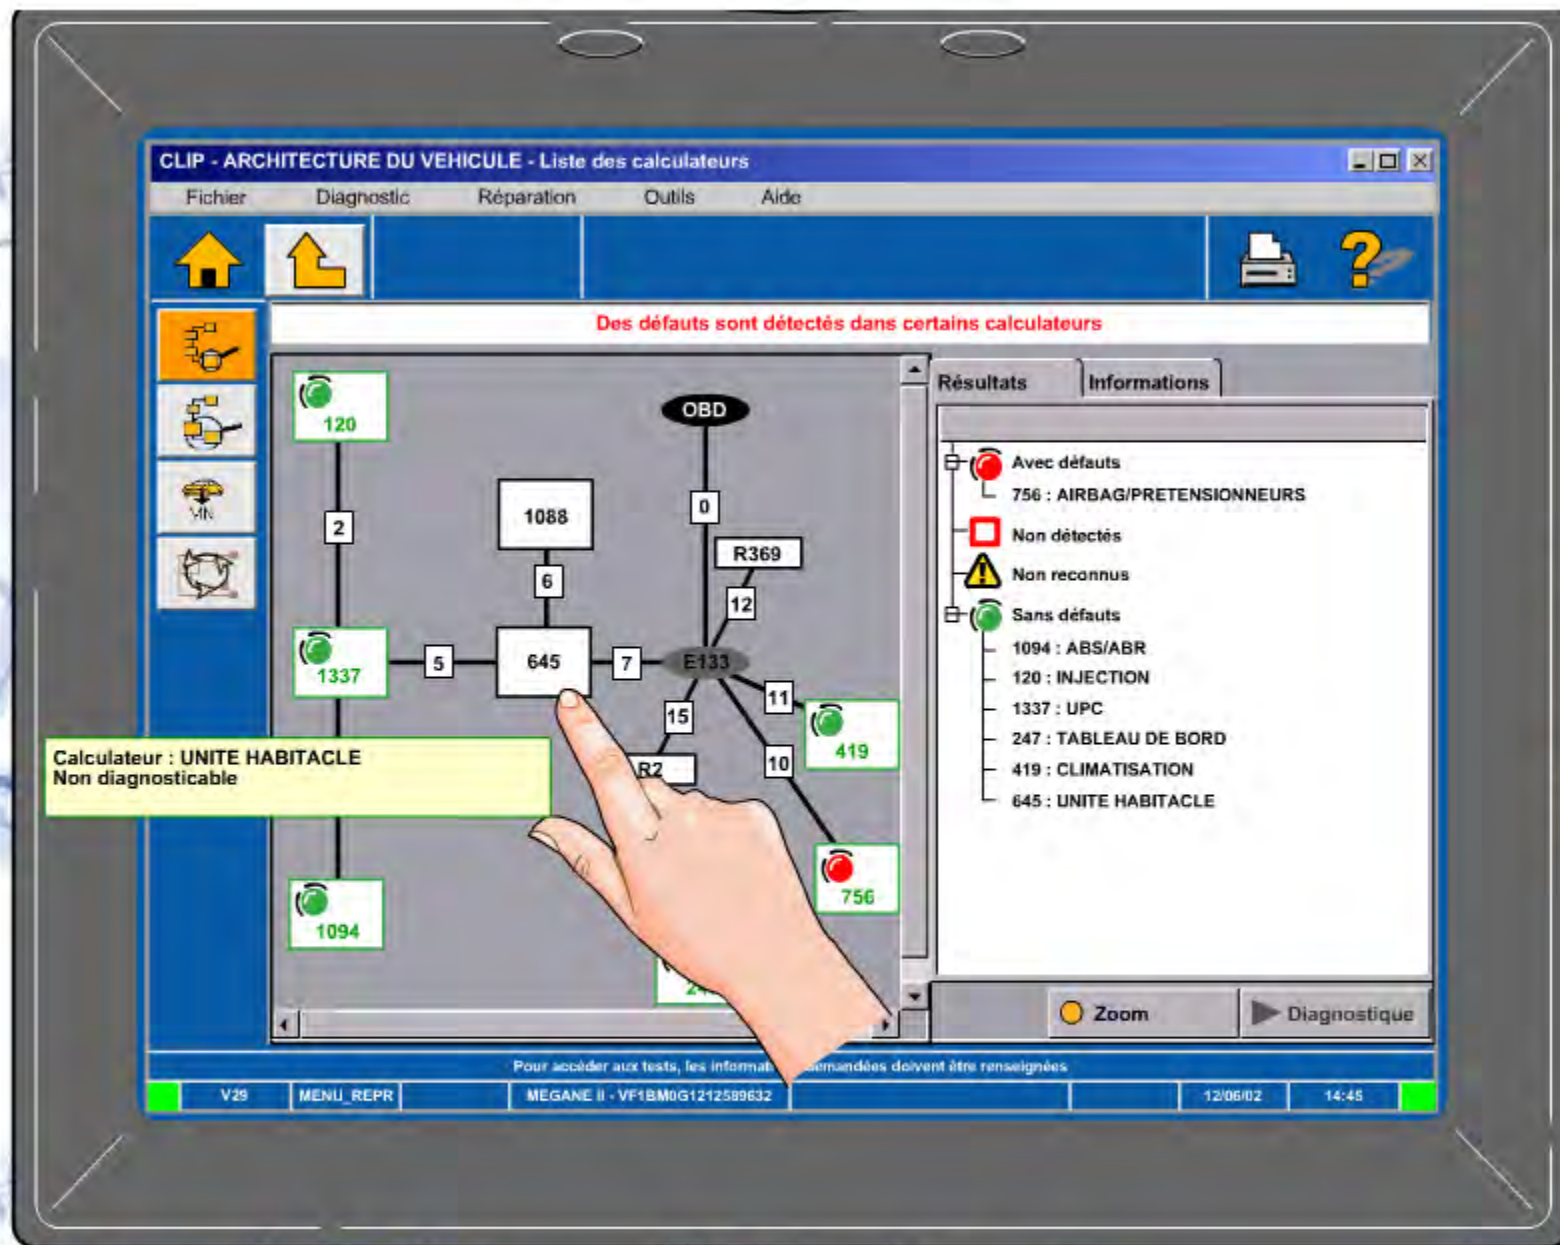 CLIP - ARCHITECTURE DU VEHICULE - Liste des calculateurs
Fichier Diagnostic Réparation Outils Aide
VIN
Des défauts sont détectés dans certains calculateurs
120
2
1337
5
1094
1088
6
645
7
OBD
0
R369
12
E133
15
R2
11
419
10
756
Calculateur : UNITE HABITACLE
Non diagnosticable
Résultats Informations
Avec défauts
756 : AIRBAG/PRETENSIONNEURS
Non détectés
Non reconnus
Sans défauts
1094 : ABS/ABR
120 : INJECTION
1337 : UPC
247 : TABLEAU DE BORD
419 : CLIMATISATION
645 : UNITE HABITACLE
Zoom Diagnostique
Pour accéder aux tests, les demandées doivent être renseignées
V29 MENU_REPR MEGANE II - VF1BM0G1212589632 12/06/02 14:45